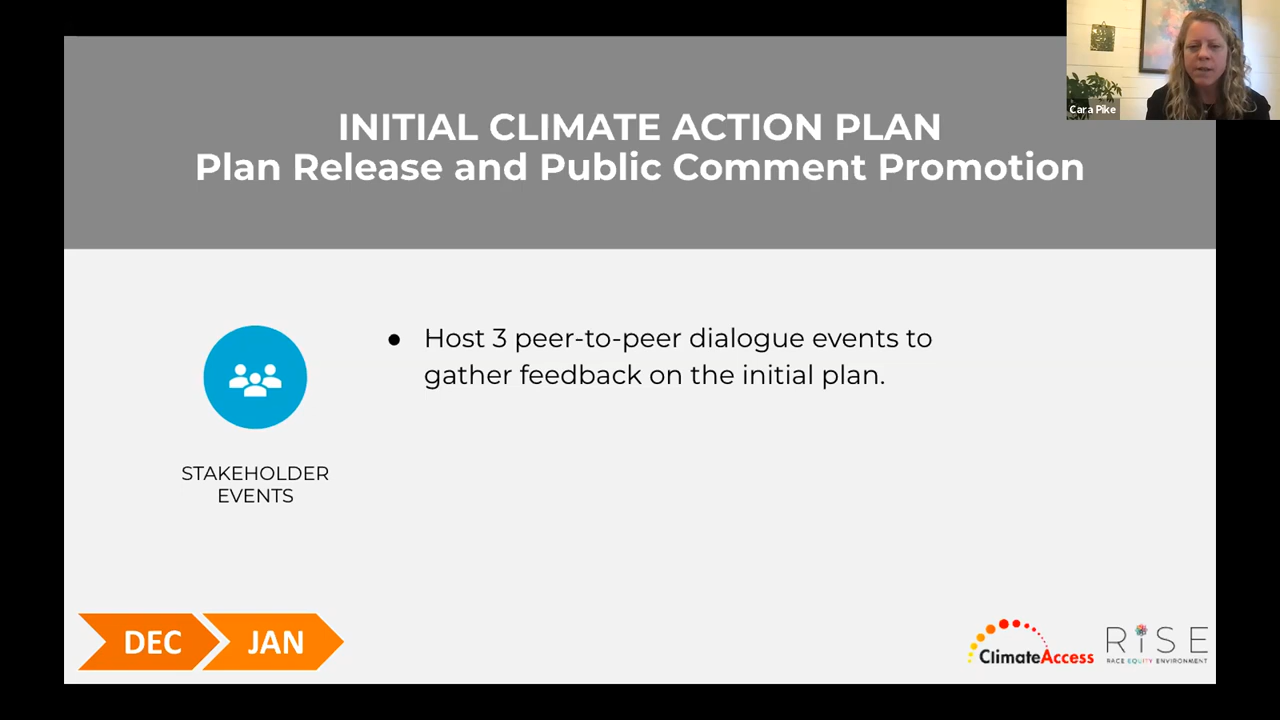 Cara Pike
INITIAL CLIMATE ACTION PLAN
Plan Release and Public Comment Promotion
● Host 3 peer-to-peer dialogue events to
gather feedback on the initial plan.
STAKEHOLDER
EVENTS
DEC
JAN
ClimateAccess
RiSE
RACE EQUITY ENVIRONMENT